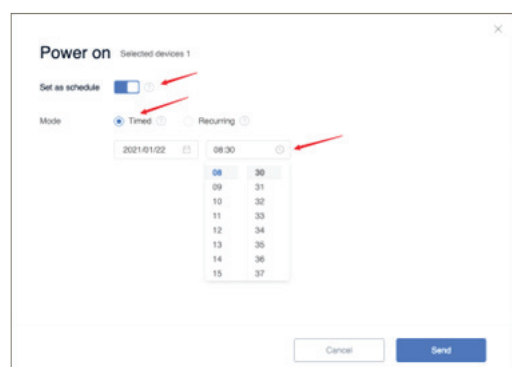 Power on Selected devices 1
Set as schedule
Mode Timed Recurring
2021/01/22 08:30
08 30
09 31
10 32
11 33
12 34
13 35
14 36
15 37
Cancel Send